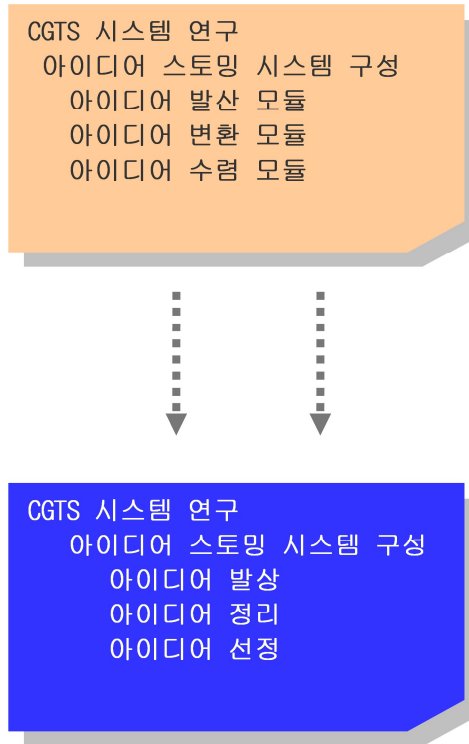 CGTS 시스템 연구
아이디어 스토밍 시스템 구성
아이디어 발산 모듈
아이디어 변환 모듈
아이디어 수렴 모듈
CGTS 시스템 연구
아이디어 스토밍 시스템 구성
아이디어 발상
아이디어 정리
아이디어 선정